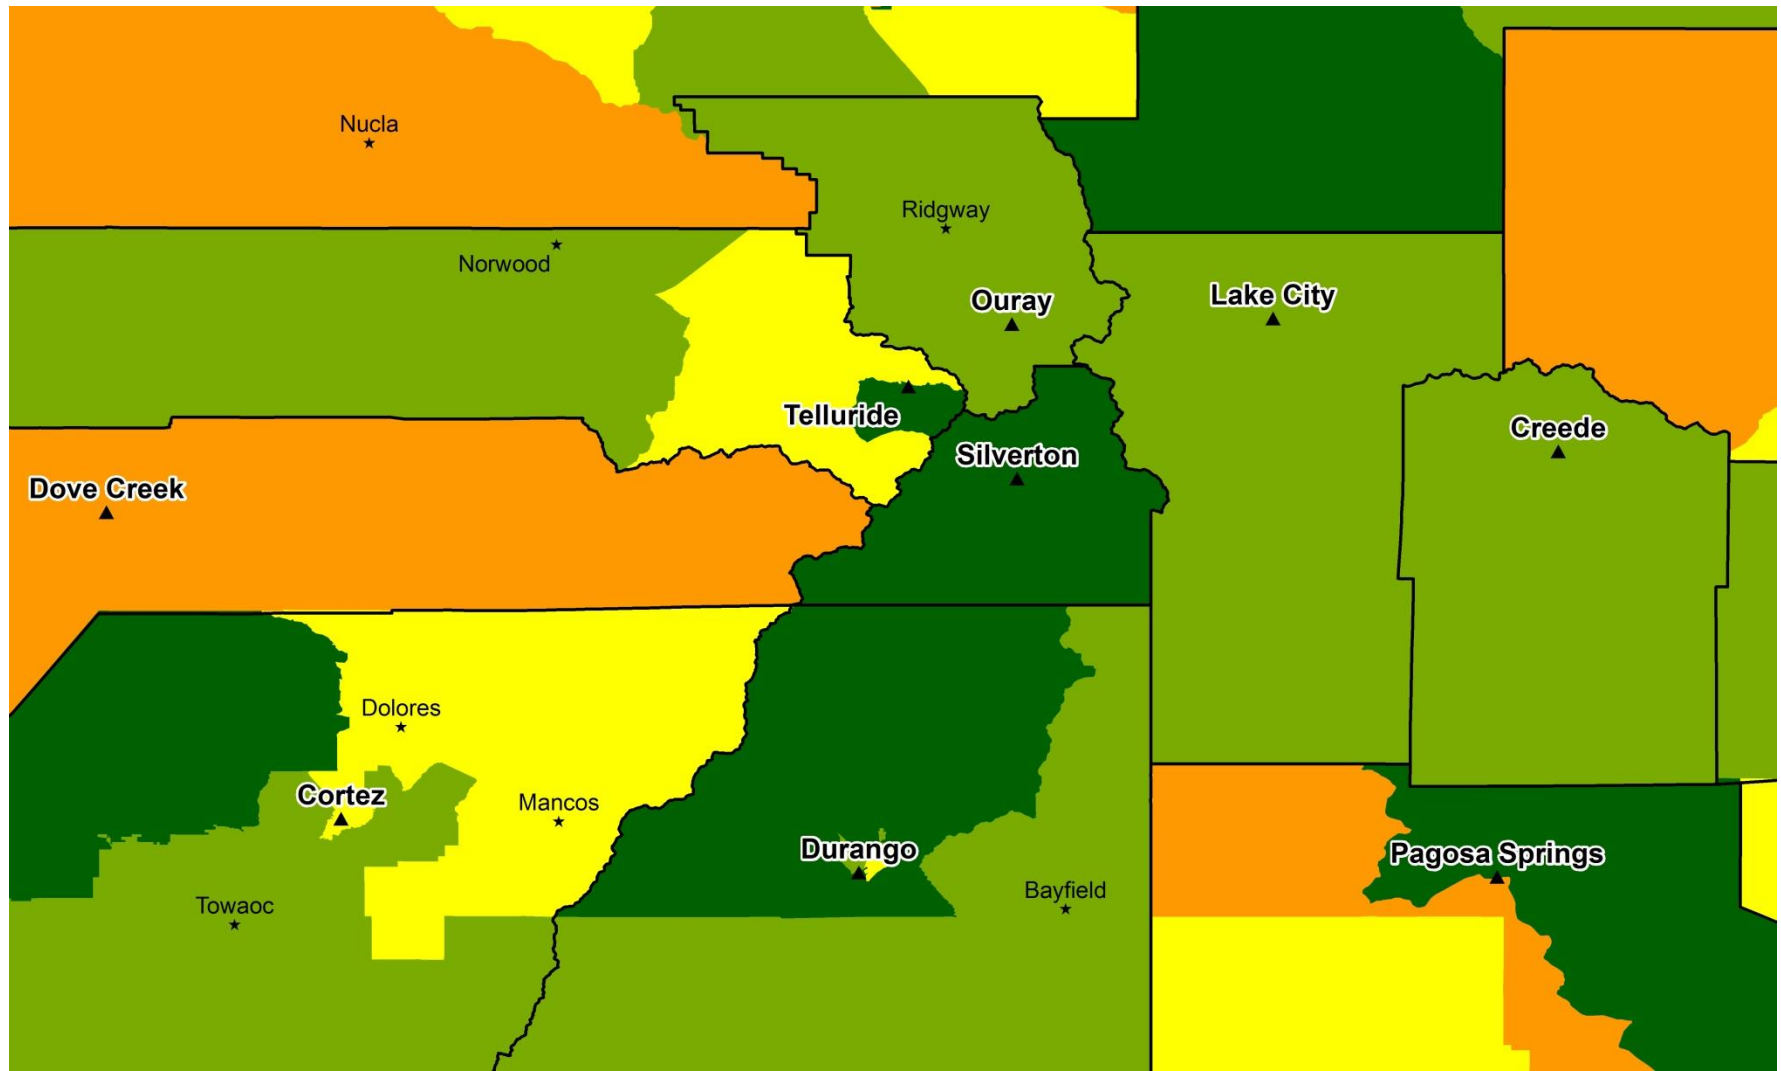 Nucla
Ridgway
Norwood
Ouray
Lake City
Telluride
Creede
Silverton
Dove Creek
Dolores
Cortez
Mancos
Durango
Pagosa Springs
Bayfield
Towaoc